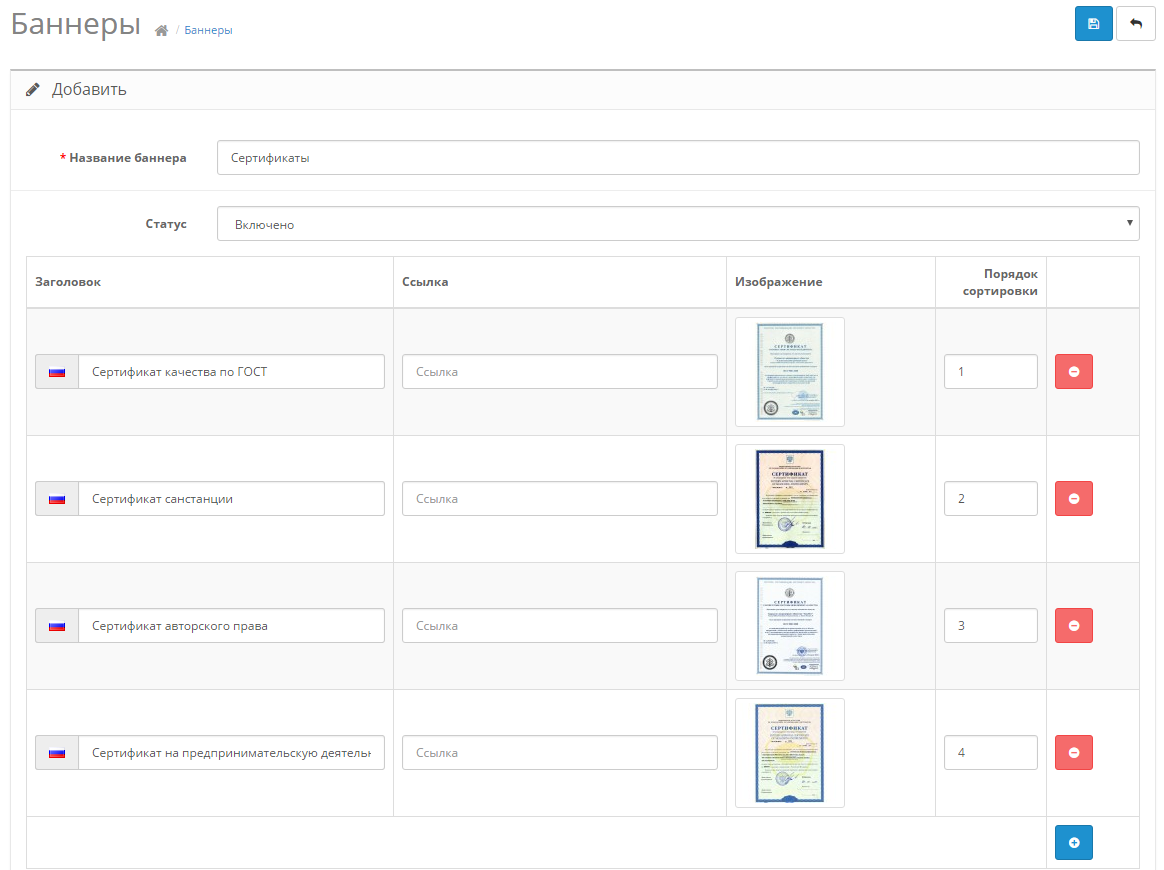 Баннеры / Баннеры
Добавить
* Название баннера Сертификаты
Статус Включено
Заголовок Ссылка Изображение Порядок
сортировки
Сертификат качества по ГОСТ Ссылка СЕРТИФИКАТ 1
Сертификат санстанции Ссылка СЕРТИФИКАТ 2
Сертификат авторского права Ссылка СЕРТИФИКАТ 3
Сертификат на предпринимательскую деятельн Ссылка СЕРТИФИКАТ 4